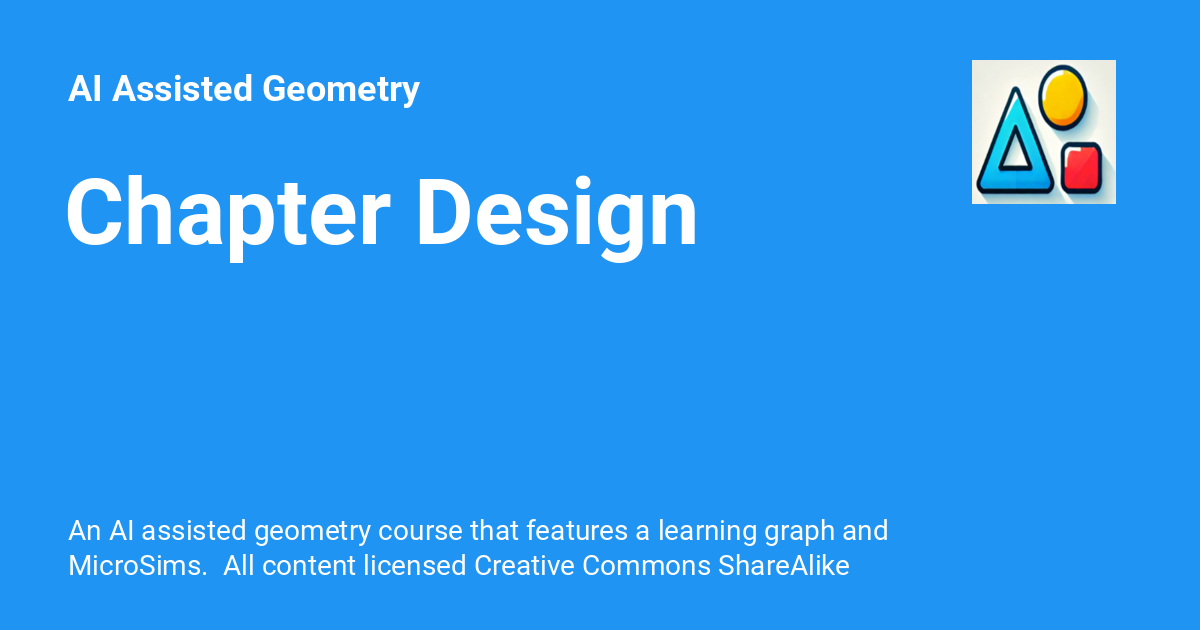 AI Assisted Geometry
Chapter Design
An AI assisted geometry course that features a learning graph and
MicroSims.  All content licensed Creative Commons ShareAlike